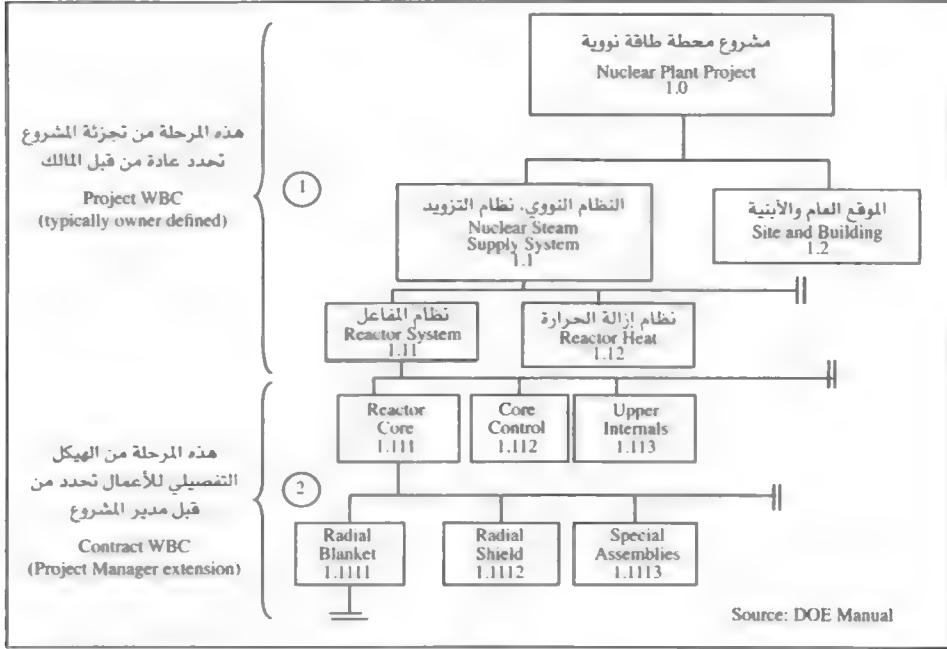 مشروع محطة طاقة نووية
Nuclear Plant Project
1.0
هذه المرحلة من تجزئة المشروع
تحدد عادة من قبل المالك
Project WBC
(typically owner defined)
1
النظام النووي، نظام التزويد
Nuclear Steam
Supply System
1.1
الموقع العام والأبنية
Site and Building
1.2
نظام المفاعل
Reactor System
1.11
نظام إزالة الحرارة
Reactor Heat
1.12
Reactor
Core
1.111
Core
Control
1.112
Upper
Internals
1.113
هذه المرحلة من الهيكل
التفصيلي للأعمال تحدد من
قبل مدير المشروع
Contract WBC
(Project Manager extension)
2
Radial
Blanket
1.1111
Radial
Shield
1.1112
Special
Assemblies
1.1113
Source: DOE Manual